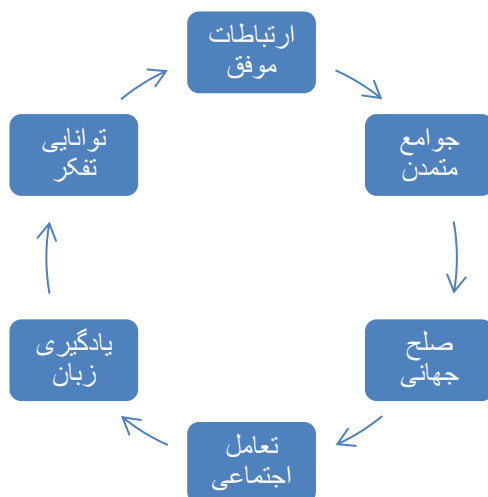 ارتباطات
موفق
جوامع
متمدن
صلح
جهانی
تعامل
اجتماعی
یادگیری
زبان
توانایی
تفکر